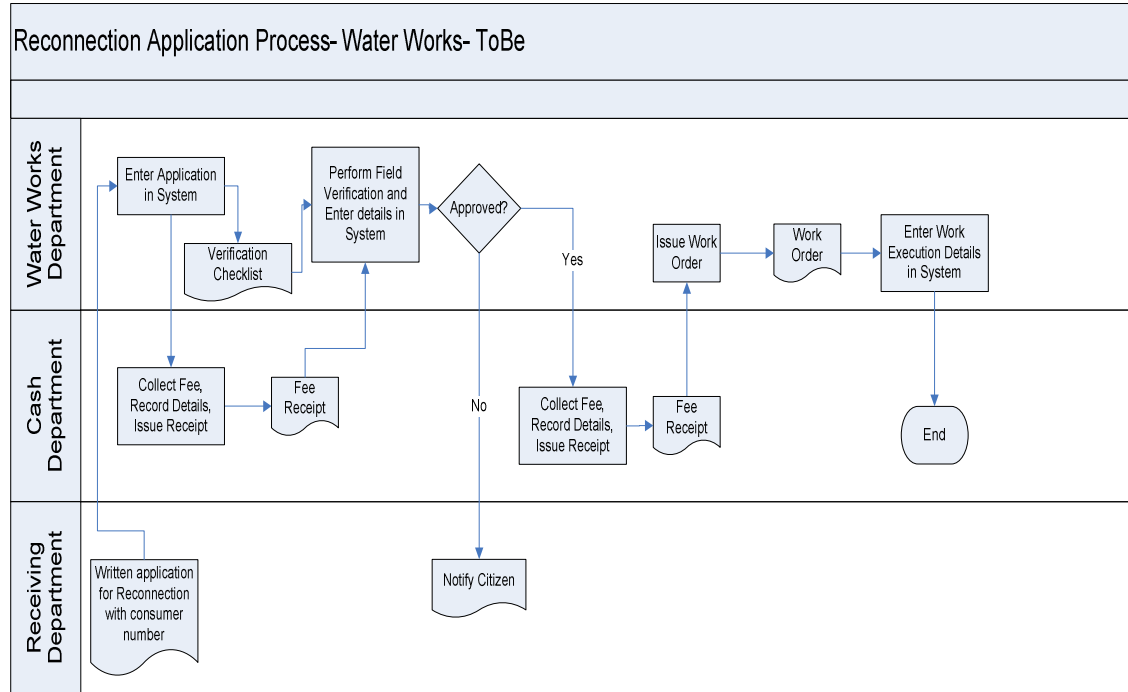 Reconnection Application Process- Water Works- ToBe
Water Works
Department
Enter Application
in System
Verification
Checklist
Perform Field
Verification and
Enter details in
System
Approved?
Yes
No
Issue Work
Order
Work
Order
Enter Work
Execution Details
in System
Cash
Department
Collect Fee,
Record Details,
Issue Receipt
Fee
Receipt
Collect Fee,
Record Details,
Issue Receipt
Fee
Receipt
End
Receiving
Department
Written application
for Reconnection
with consumer
number
Notify Citizen